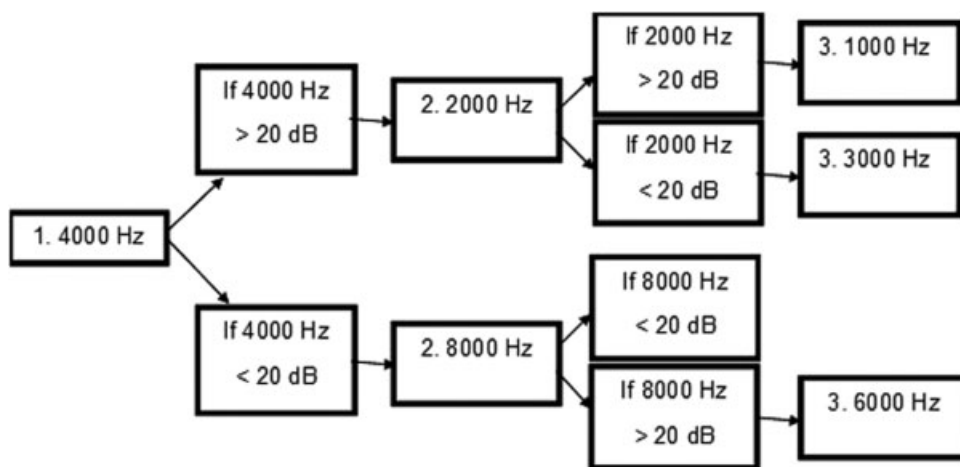 If 2000 Hz
> 20 dB
3. 1000 Hz
If 4000 Hz
> 20 dB
2. 2000 Hz
If 2000 Hz
< 20 dB
3. 3000 Hz
1. 4000 Hz
If 8000 Hz
< 20 dB
If 4000 Hz
< 20 dB
2. 8000 Hz
If 8000 Hz
> 20 dB
3. 6000 Hz